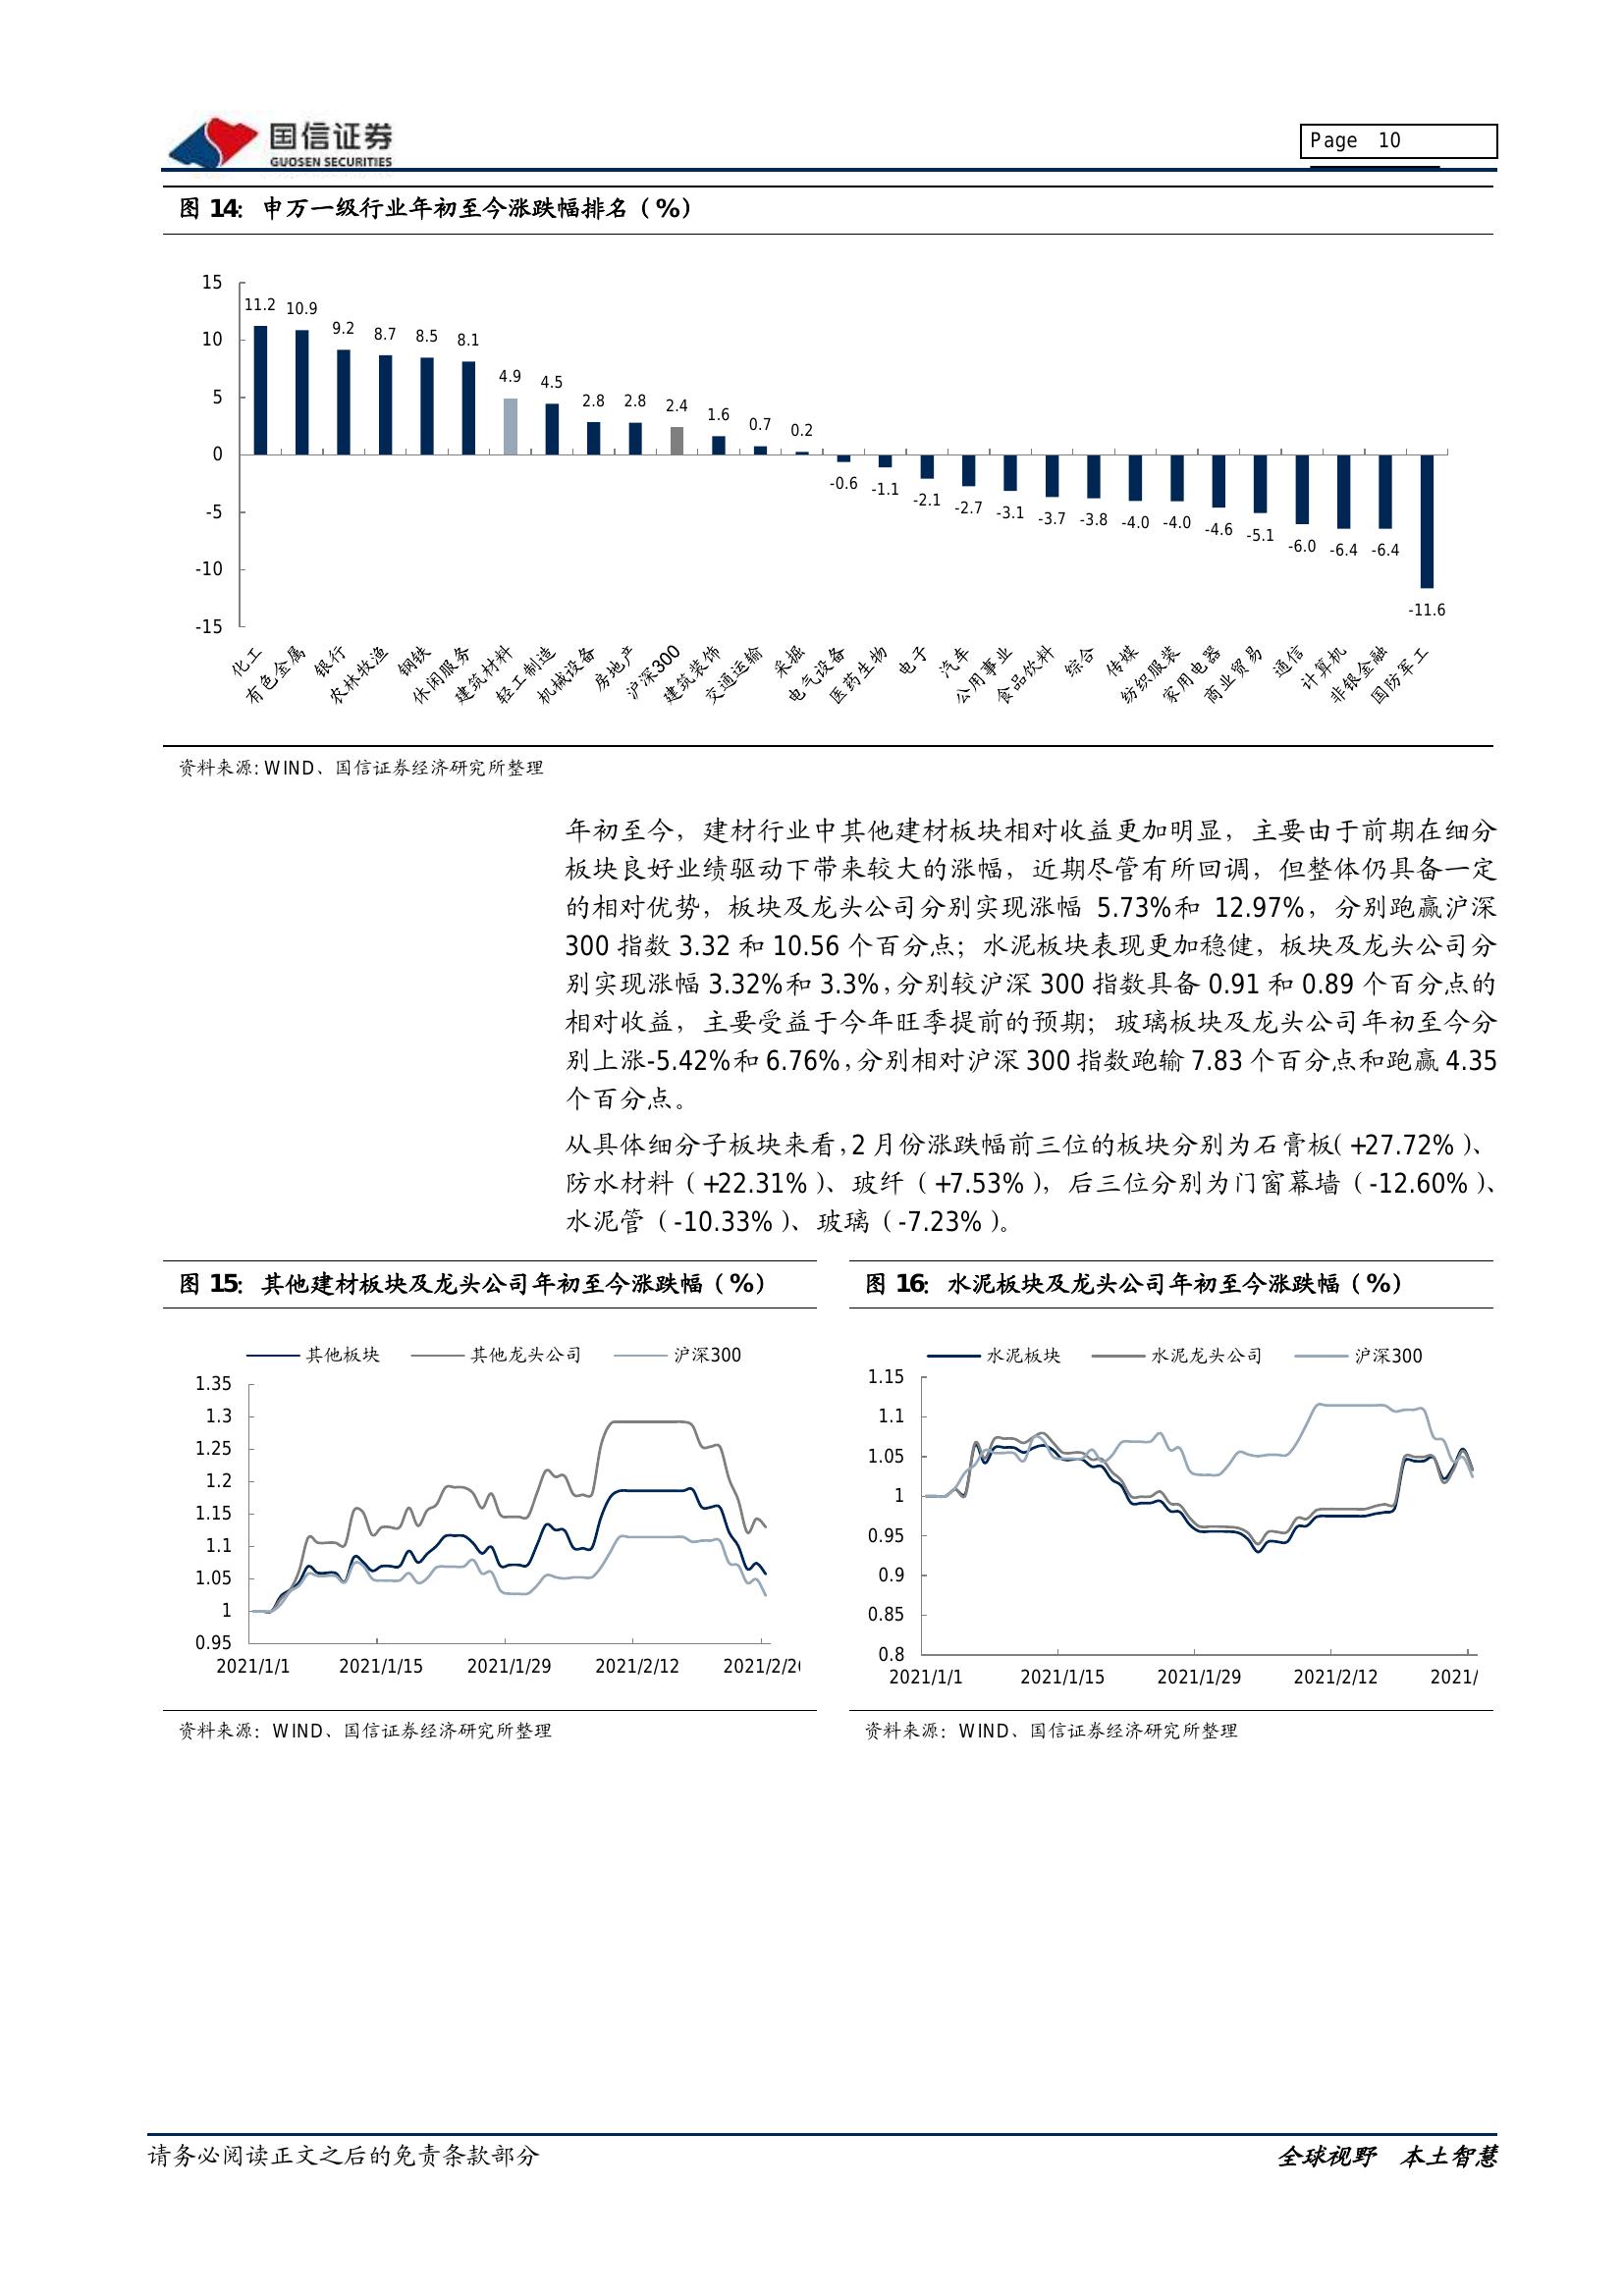 国信证券
GUOSEN SECURITIES
Page 10
图 14：申万一级行业年初至今涨跌幅排名（%）
15
10
5
0
-5
-10
-15
11.2 10.9 9.2 8.7 8.5 8.1 4.9 4.5 2.8 2.8 2.4 1.6 0.7 0.2 -0.6 -1.1 -2.1 -2.7 -3.1 -3.7 -3.8 -4.0 -4.0 -4.6 -5.1 -6.0 -6.4 -6.4 -11.6
化工 有色金属 银行 农林牧渔 钢铁 休闲服务 建筑材料 轻工制造 机械设备 房地产 沪深300 建筑装饰 交通运输 采掘 电气设备 医药生物 电子 汽车 公用事业 食品饮料 综合 传媒 纺织服装 家用电器 商业贸易 通信 计算机 非银金融 国防军工
资料来源: WIND、国信证券经济研究所整理
年初至今，建材行业中其他建材板块相对收益更加明显，主要由于前期在细分
板块良好业绩驱动下带来较大的涨幅，近期尽管有所回调，但整体仍具备一定
的相对优势，板块及龙头公司分别实现涨幅 5.73%和 12.97%，分别跑赢沪深
300 指数 3.32 和 10.56 个百分点；水泥板块表现更加稳健，板块及龙头公司分
别实现涨幅 3.32%和 3.3%，分别较沪深 300 指数具备 0.91 和 0.89 个百分点的
相对收益，主要受益于今年旺季提前的预期；玻璃板块及龙头公司年初至今分
别上涨-5.42%和 6.76%，分别相对沪深 300 指数跑输 7.83 个百分点和跑赢 4.35
个百分点。
从具体细分子板块来看，2 月份涨跌幅前三位的板块分别为石膏板（+27.72%）、
防水材料（+22.31%）、玻纤（+7.53%），后三位分别为门窗幕墙（-12.60%）、
水泥管（-10.33%）、玻璃（-7.23%）。
图 15：其他建材板块及龙头公司年初至今涨跌幅（%）
其他板块 其他龙头公司 沪深300
1.35
1.3
1.25
1.2
1.15
1.1
1.05
1
0.95
2021/1/1 2021/1/15 2021/1/29 2021/2/12 2021/2/2
资料来源：WIND、国信证券经济研究所整理
图 16：水泥板块及龙头公司年初至今涨跌幅（%）
水泥板块 水泥龙头公司 沪深300
1.15
1.1
1.05
1
0.95
0.9
0.85
0.8
2021/1/1 2021/1/15 2021/1/29 2021/2/12 2021/
资料来源：WIND、国信证券经济研究所整理
请务必阅读正文之后的免责条款部分
全球视野 本土智慧